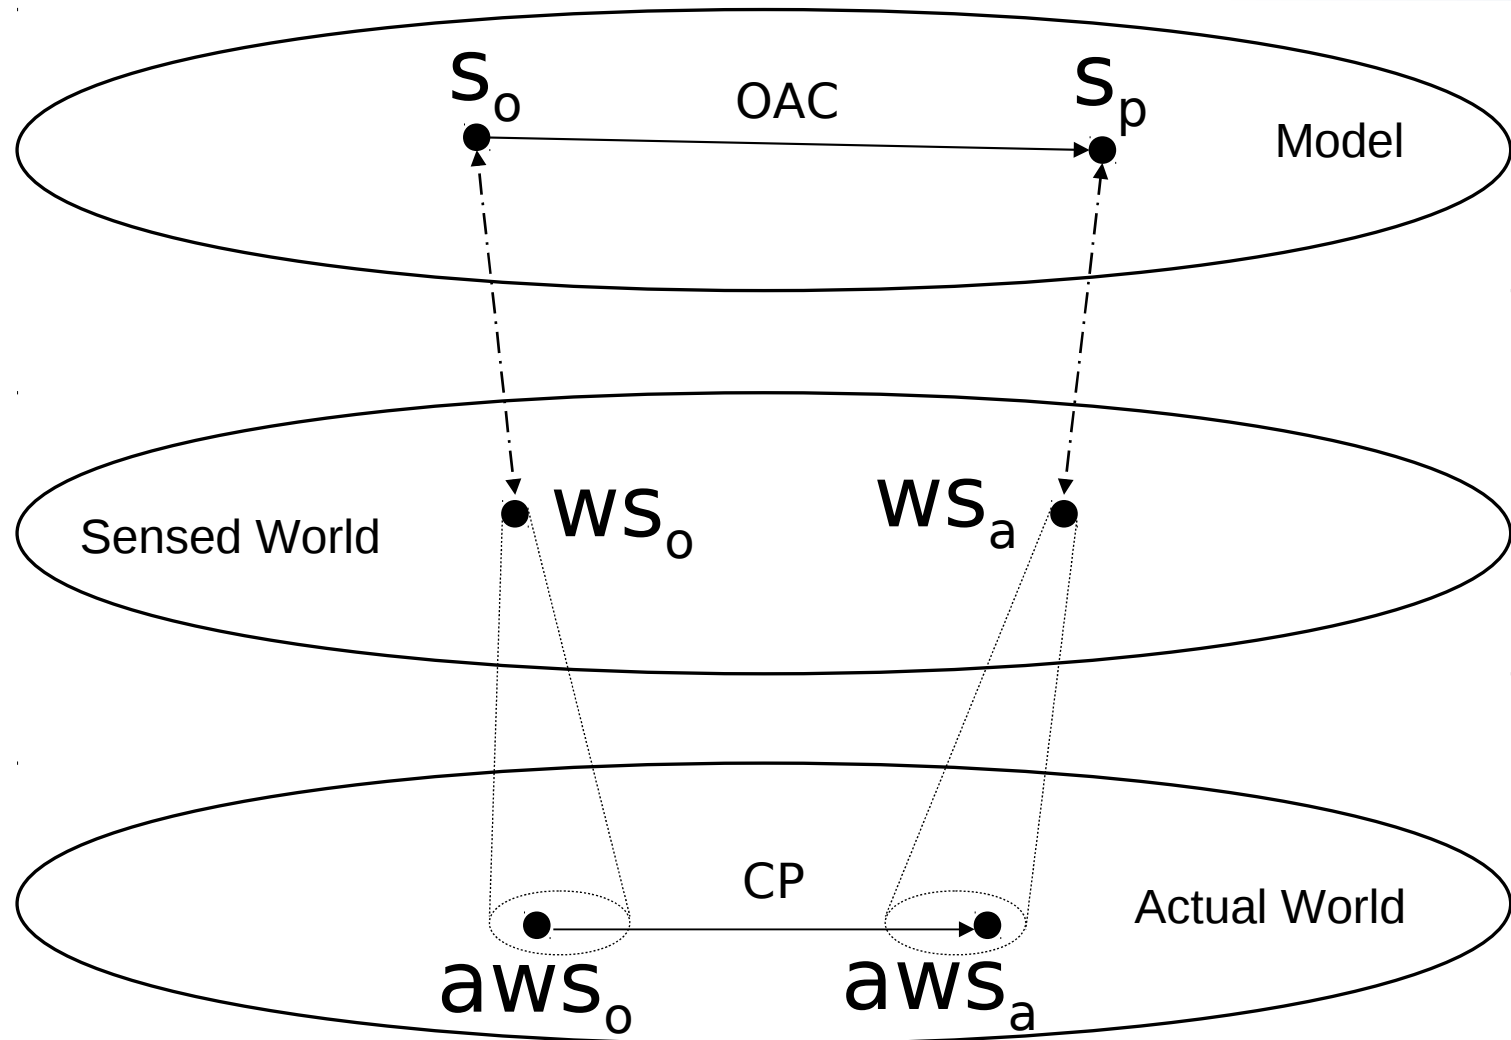 s_o
OAC
s_p
Model
Sensed World
ws_o
ws_a
CP
Actual World
aws_o
aws_a